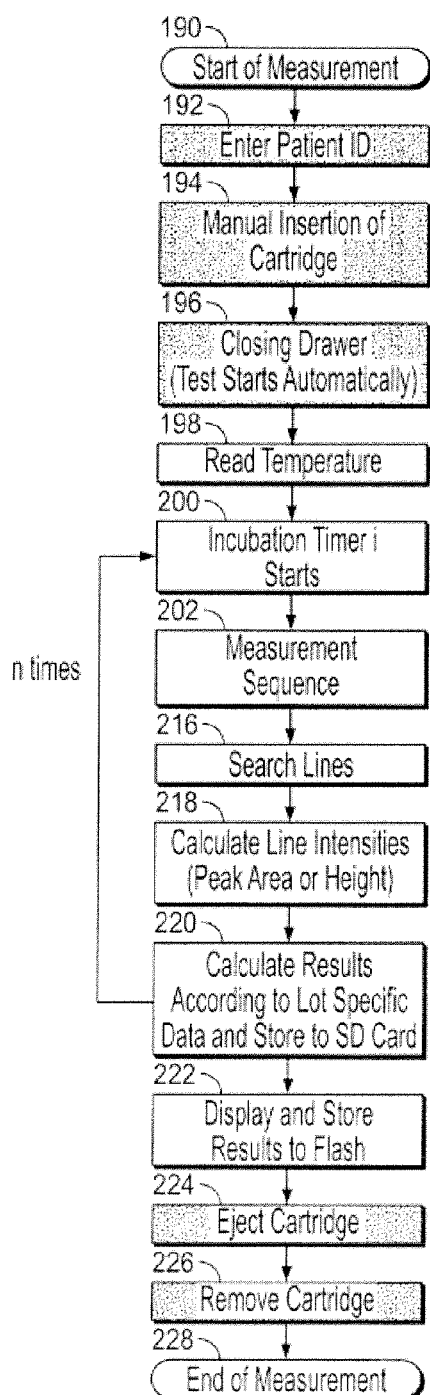 190
Start of Measurement
192
Enter Patient ID
194
Manual Insertion of
Cartridge
196
Closing Drawer
(Test Starts Automatically)
198
Read Temperature
200
Incubation Timer i
Starts
202
Measurement
Sequence
n times
216
Search Lines
218
Calculate Line Intensities
(Peak Area or Height)
220
Calculate Results
According to Lot Specific
Data and Store to SD Card
222
Display and Store
Results to Flash
224
Eject Cartridge
226
Remove Cartridge
228
End of Measurement